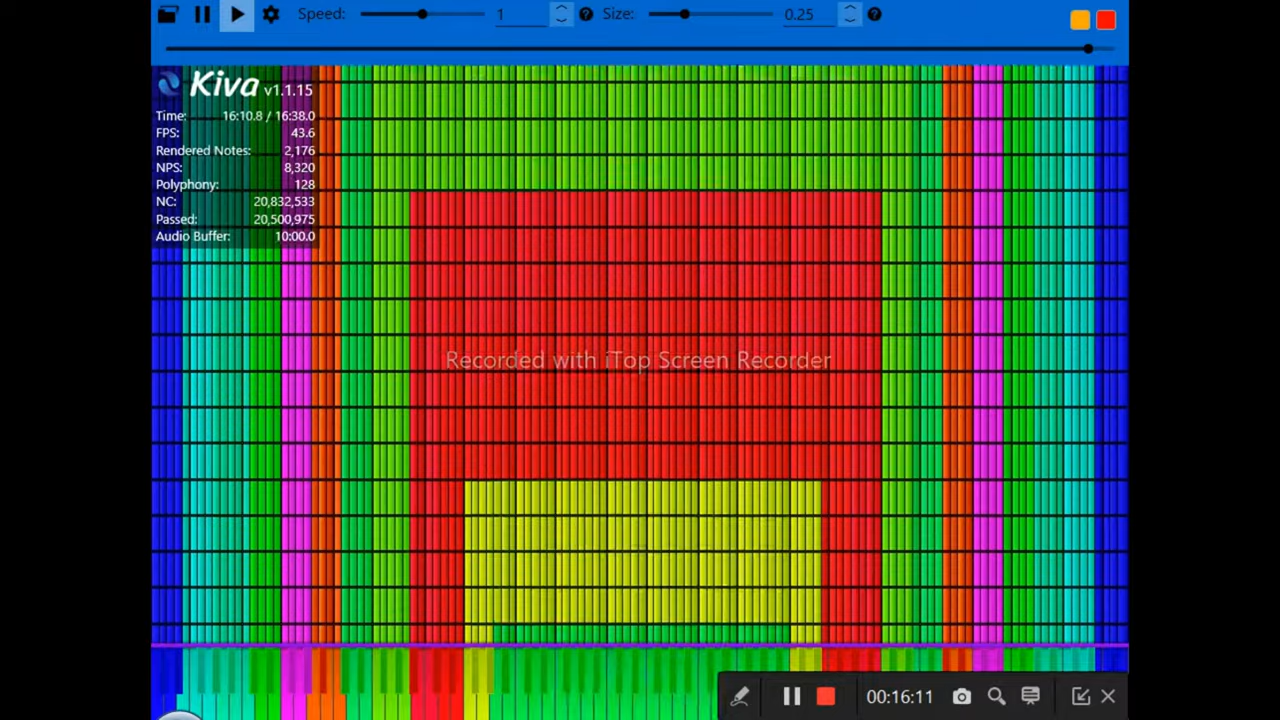 Speed: 1 Size: 0.25
Kiva v1.1.15
Time: 16:10.8 / 16:38.0
FPS: 43.6
Rendered Notes: 2,176
NPS: 8,320
Polyphony: 128
NC: 20,832,533
Passed: 20,500,975
Audio Buffer: 10:00.0
Recorded with iTop Screen Recorder
00:16:11